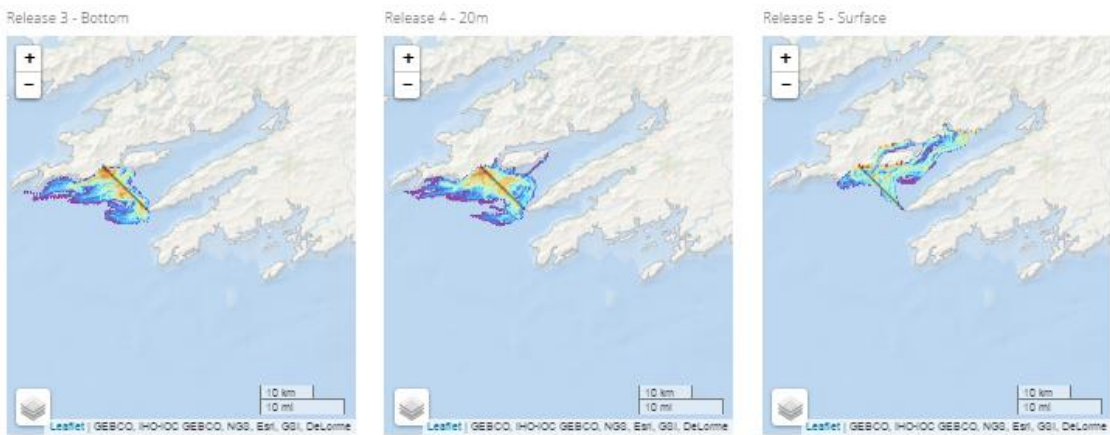 Release 3 - Bottom
Release 4 - 20m
Release 5 - Surface
+
−
+
−
+
−
10 km
10 mi
10 km
10 mi
10 km
10 mi
Leaflet | GEBCO, IHO-IOC GEBCO, NGS, Esri, GSI, DeLorme
Leaflet | GEBCO, IHO-IOC GEBCO, NGS, Esri, GSI, DeLorme
Leaflet | GEBCO, IHO-IOC GEBCO, NGS, Esri, GSI, DeLorme